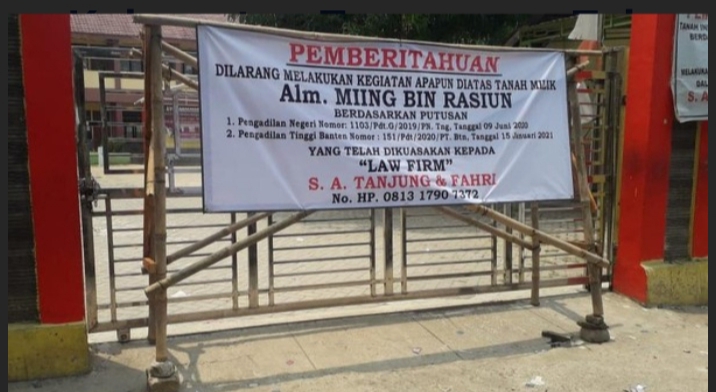 PEMBERITAHUAN
DILARANG MELAKUKAN KEGIATAN APAPUN DIATAS TANAH MILIK
Alm. MIING BIN RASIUN
BERDASARKAN PUTUSAN
1. Pengadilan Negeri Nomor: 1103/Pdt.G/2019/PN. Tng, Tanggal 09 Juni 2020
2. Pengadilan Tinggi Banten Nomor : 151/Pdt/2020/PT. Btn, Tanggal 15 Januari 2021
YANG TELAH DIKUASAKAN KEPADA
"LAW FIRM"
S. A. TANJUNG & FAHRI
No. HP. 0813 1790 7372
TANAH
S. A